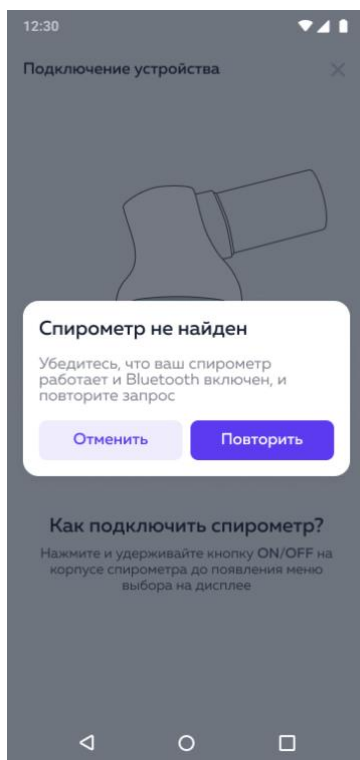 12:30
Подключение устройства
Спирометр не найден
Убедитесь, что ваш спирометр
работает и Bluetooth включен, и
повторите запрос
Отменить
Повторить
Как подключить спирометр?
Нажмите и удерживайте кнопку ON/OFF на
корпусе спирометра до появления меню
выбора на дисплее